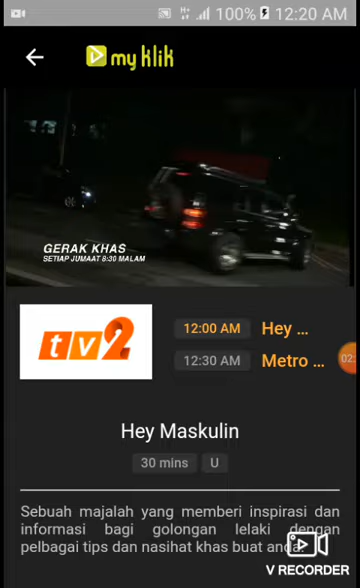 H+ 100% 12:20 AM
my klik
GERAK KHAS
SETIAP JUMAAT 8:30 MALAM
tv2
12:00 AM Hey ...
12:30 AM Metro ...
02:
Hey Maskulin
30 mins U
Sebuah majalah yang memberi inspirasi dan
informasi bagi golongan lelaki dengan
pelbagai tips dan nasihat khas buat anda.
V RECORDER